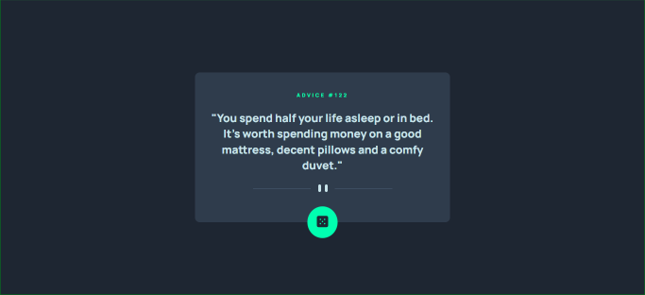 ADVICE #122
"You spend half your life asleep or in bed.
It's worth spending money on a good
mattress, decent pillows and a comfy
duvet."